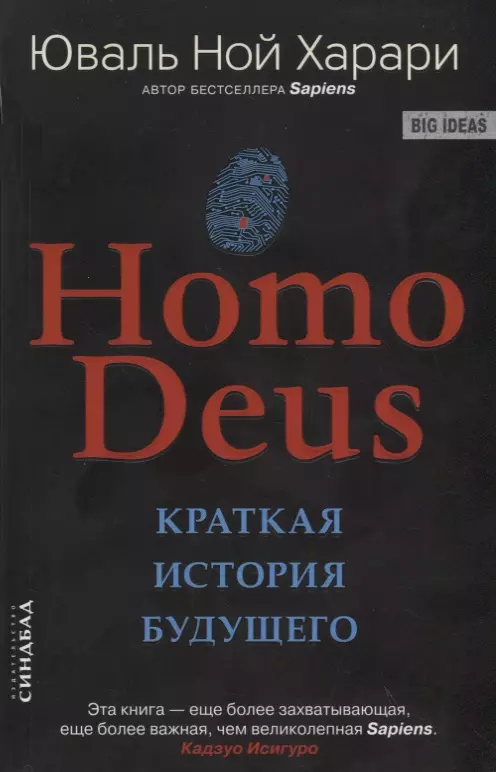 Юваль Ной Харари
АВТОР БЕСТСЕЛЛЕРА Sapiens
BIG IDEAS
Homo
Deus
КРАТКАЯ
ИСТОРИЯ
БУДУЩЕГО
ИЗДАТЕЛЬСТВО
СИНДБАД
Эта книга — еще более захватывающая,
еще более важная, чем великолепная Sapiens.
Кадзуо Исигуро